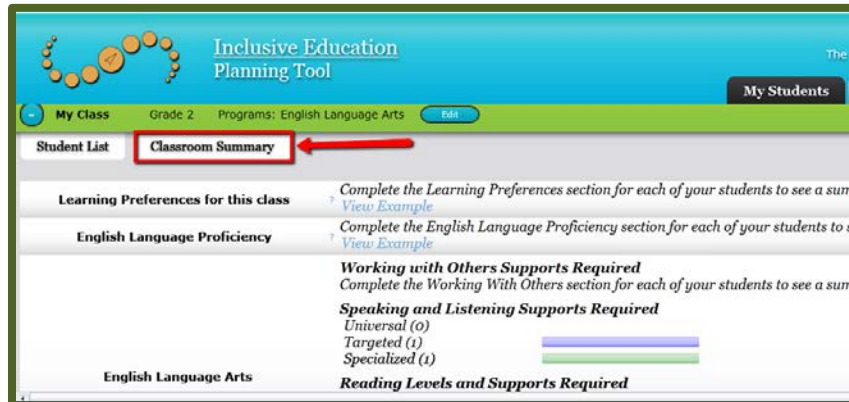 Inclusive Education
Planning Tool
The
My Students
- My Class Grade 2 Programs: English Language Arts Edit
Student List Classroom Summary
Learning Preferences for this class ? Complete the Learning Preferences section for each of your students to see a sum
View Example
English Language Proficiency ? Complete the English Language Proficiency section for each of your students to s
View Example
Working with Others Supports Required
Complete the Working With Others section for each of your students to see a sum
Speaking and Listening Supports Required
Universal (0)
Targeted (1)
Specialized (1)
English Language Arts
Reading Levels and Supports Required